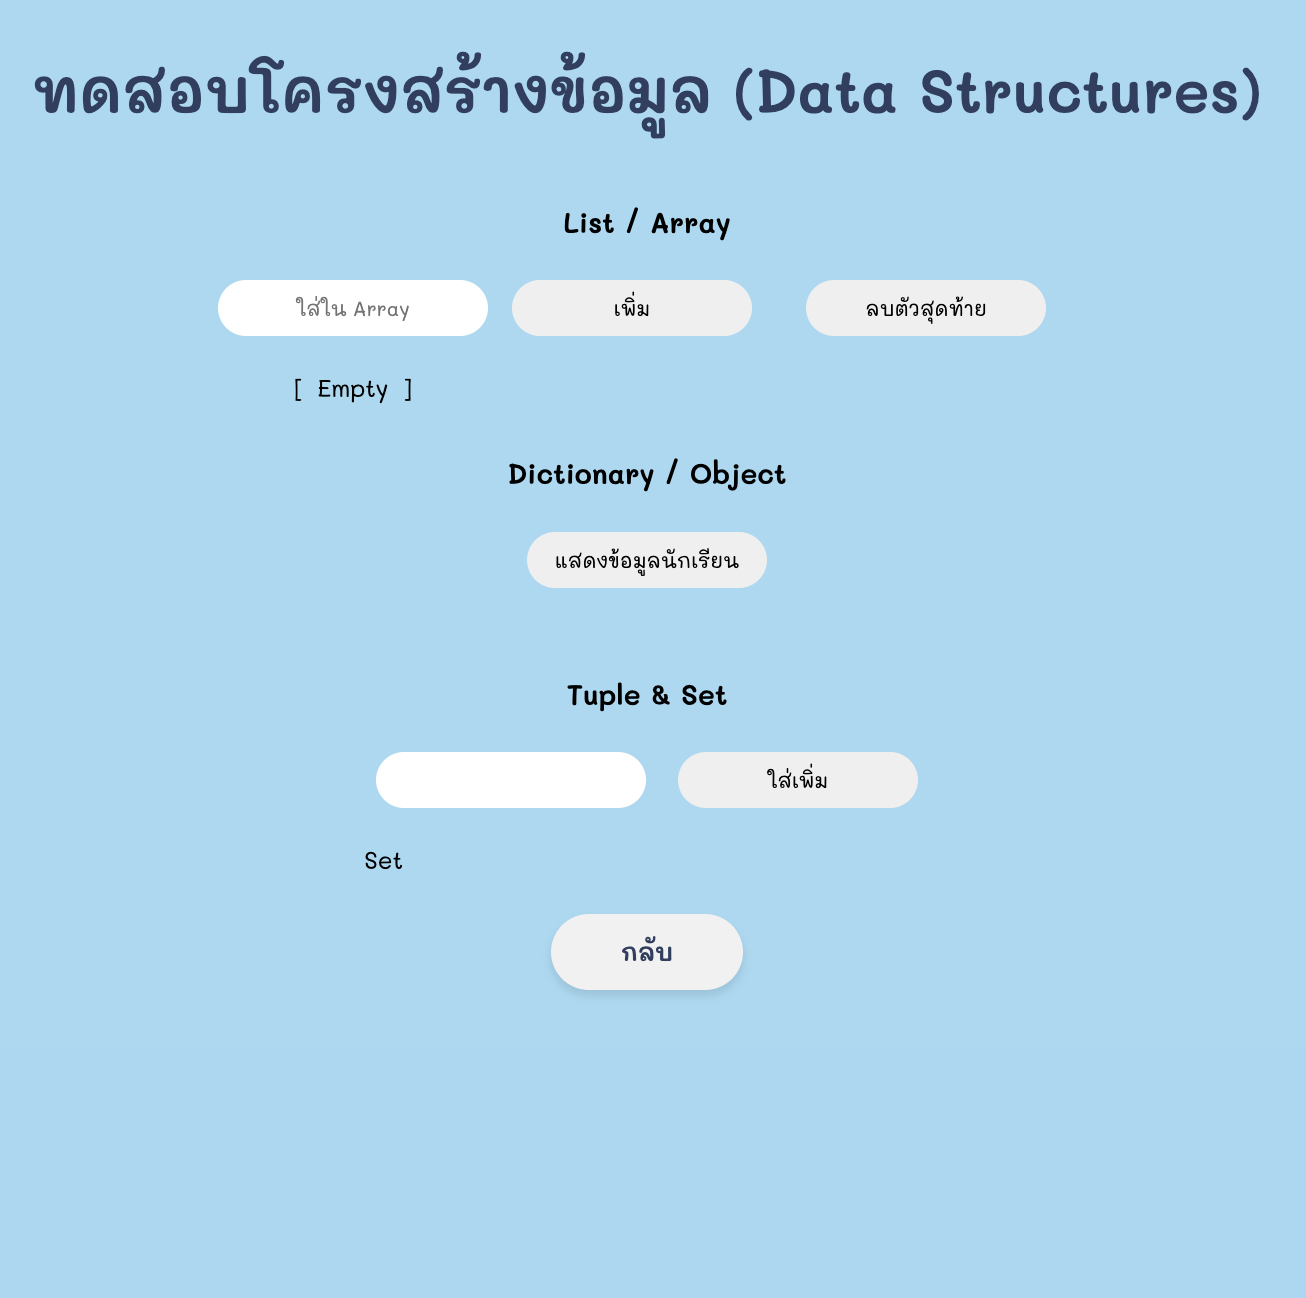 ทดสอบโครงสร้างข้อมูล (Data Structures)
List / Array
ใส่ใน Array เพิ่ม ลบตัวสุดท้าย
[ Empty ]
Dictionary / Object
แสดงข้อมูลนักเรียน
Tuple & Set
ใส่เพิ่ม
Set
กลับ